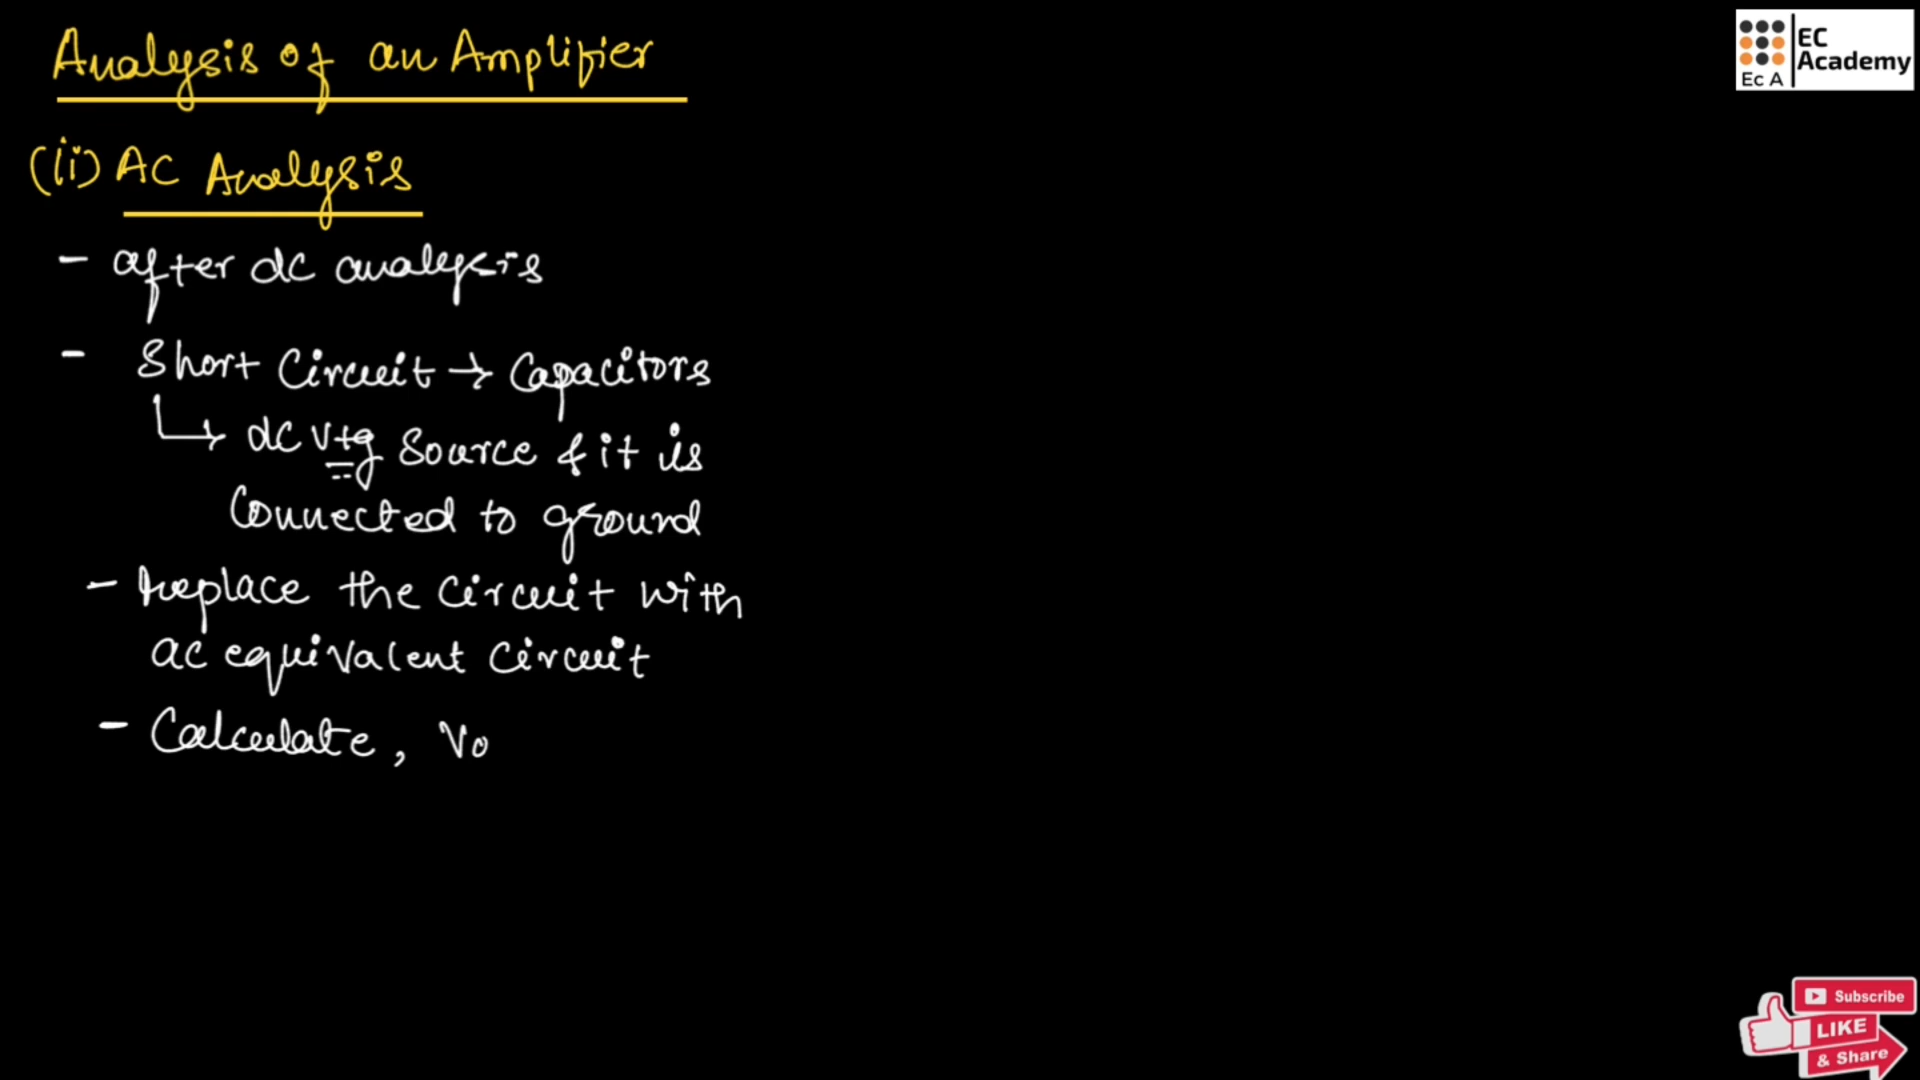 Analysis of an Amplifier
EC
Academy
Ec A
(ii) AC Analysis
- after dc analysis
- Short Circuit → Capacitors
↳ dc vtg source & it is
Connected to ground
- Replace the circuit with
ac equivalent circuit
- Calculate, Vo
Subscribe
LIKE
& Share